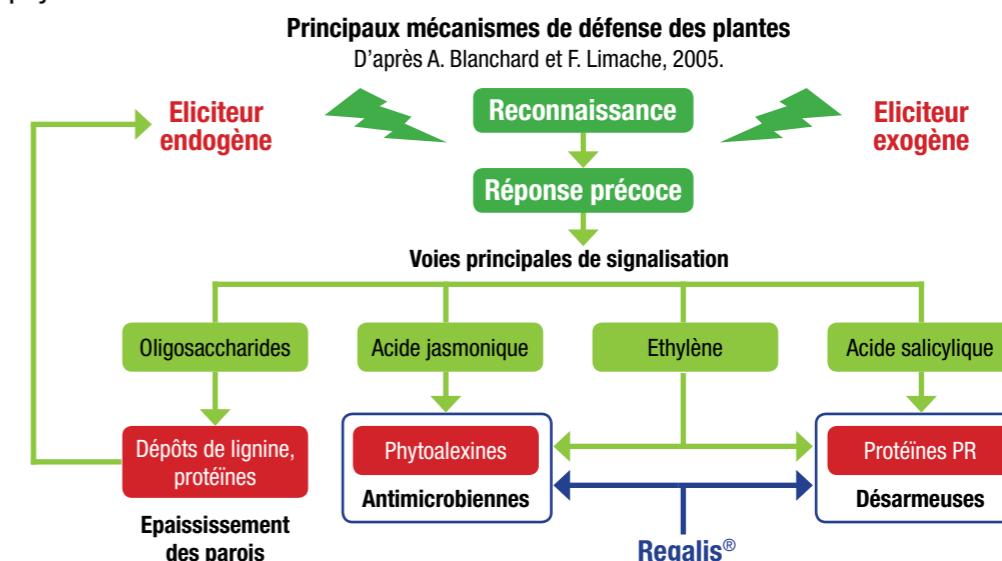 Principaux mécanismes de défense des plantes
D'après A. Blanchard et F. Limache, 2005.
Eliciteur
endogène
Reconnaissance
Eliciteur
exogène
Réponse précoce
Voies principales de signalisation
Oligosaccharides
Acide jasmonique
Ethylène
Acide salicylique
Dépôts de lignine,
protéïnes
Phytoalexines
Protéïnes PR
Antimicrobiennes
Désarmeuses
Epaississement
des parois
Regalis®